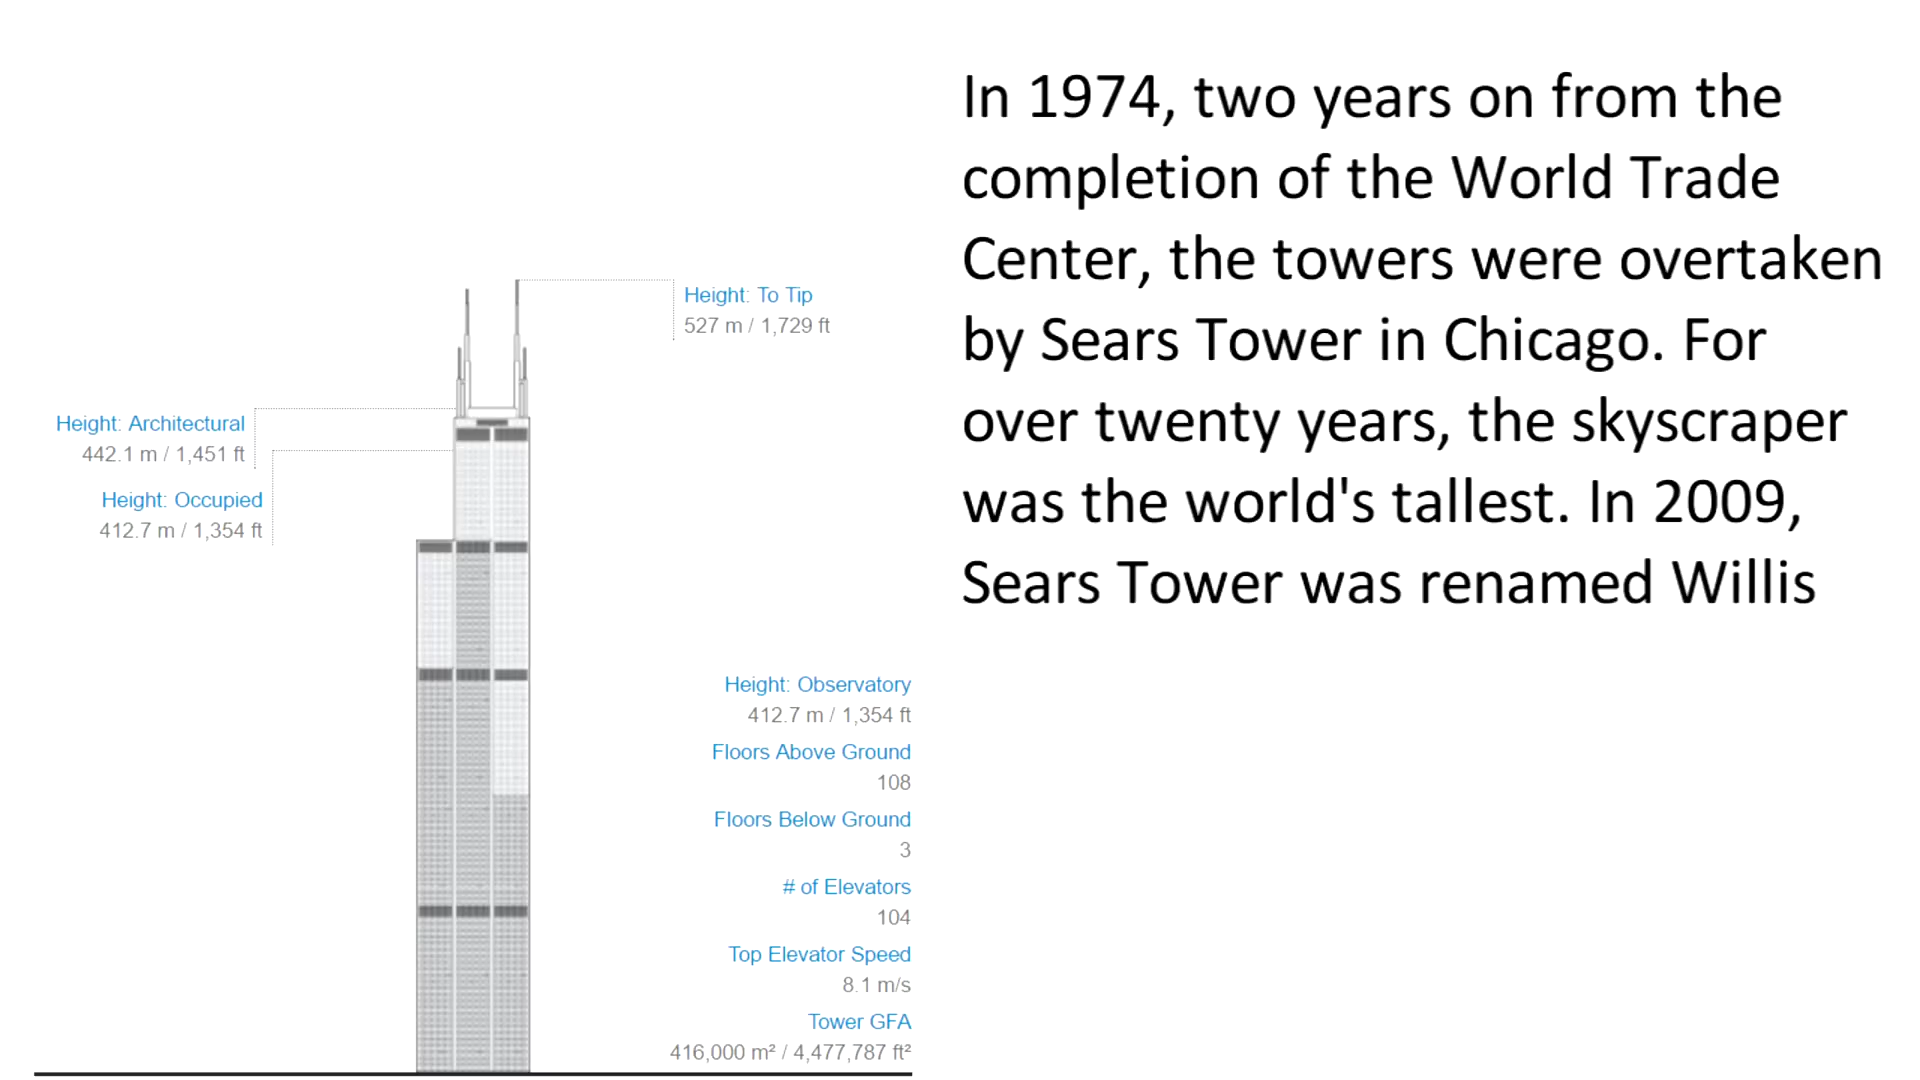 In 1974, two years on from the
completion of the World Trade
Center, the towers were overtaken
by Sears Tower in Chicago. For
over twenty years, the skyscraper
was the world's tallest. In 2009,
Sears Tower was renamed Willis
Height: To Tip
527 m / 1,729 ft
Height: Architectural
442.1 m / 1,451 ft
Height: Occupied
412.7 m / 1,354 ft
Height: Observatory
412.7 m / 1,354 ft
Floors Above Ground
108
Floors Below Ground
3
# of Elevators
104
Top Elevator Speed
8.1 m/s
Tower GFA
416,000 m² / 4,477,787 ft²